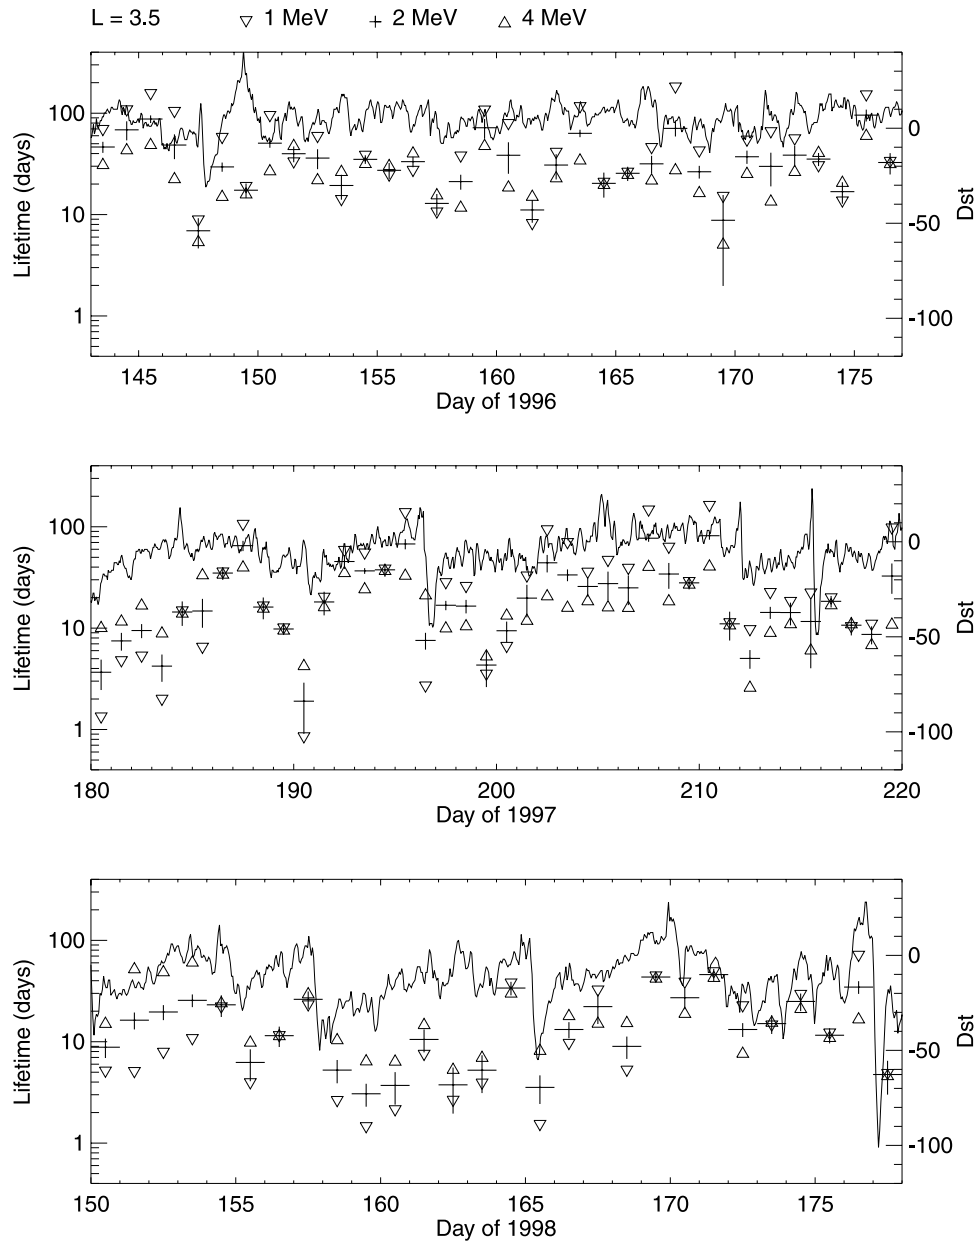 L = 3.5 ▽ 1 MeV + 2 MeV △ 4 MeV
100
10
1
Lifetime (days)
0
-50
-100
Dst
145 150 155 160 165 170 175
Day of 1996
100
10
1
Lifetime (days)
0
-50
-100
Dst
180 190 200 210 220
Day of 1997
100
10
1
Lifetime (days)
0
-50
-100
Dst
150 155 160 165 170 175
Day of 1998